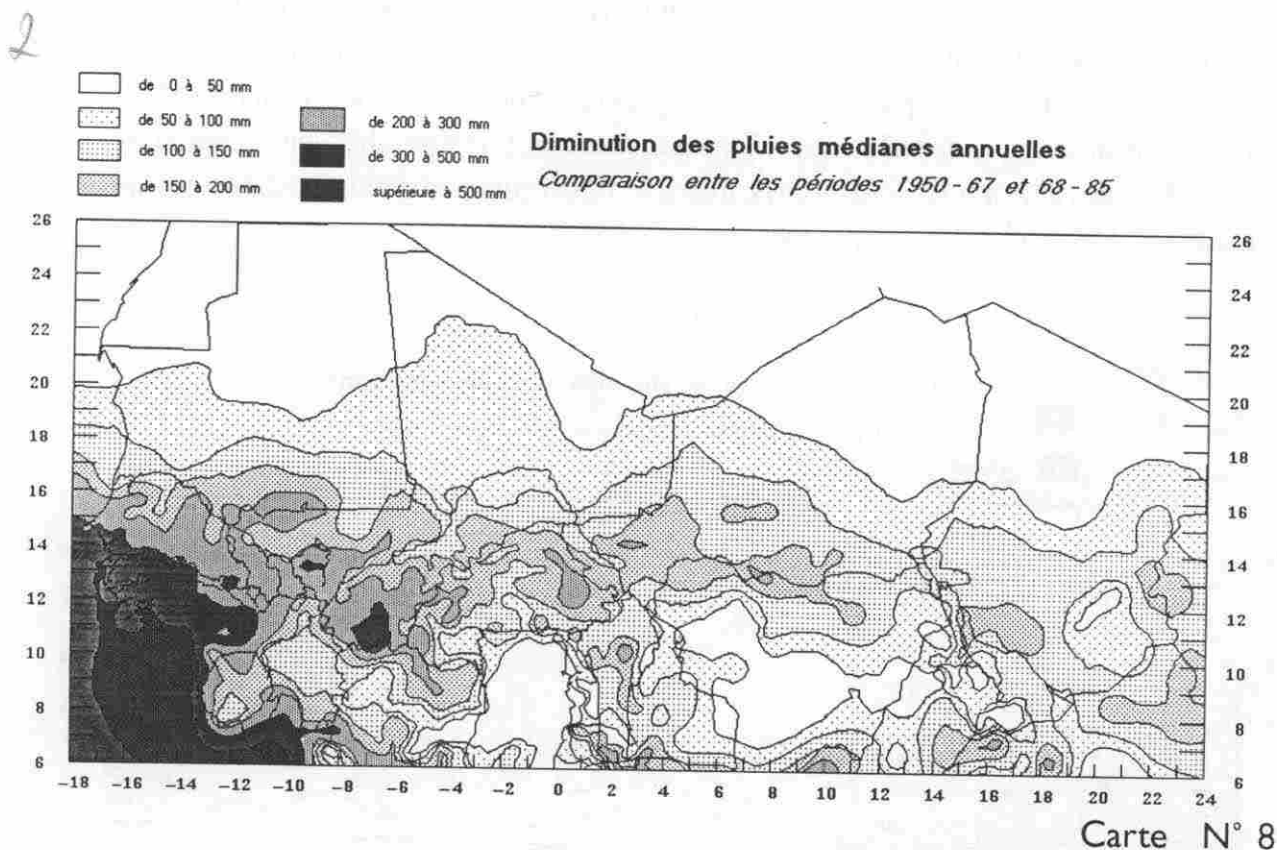 2
de 0 à 50 mm
de 50 à 100 mm
de 100 à 150 mm
de 150 à 200 mm
de 200 à 300 mm
de 300 à 500 mm
supérieure à 500 mm
Diminution des pluies médianes annuelles
Comparaison entre les périodes 1950-67 et 68-85
26
24
22
20
18
16
14
12
10
8
6
26
24
22
20
18
16
14
12
10
8
6
-18 -16 -14 -12 -10 -8 -6 -4 -2 0 2 4 6 8 10 12 14 16 18 20 22 24
Carte N° 8